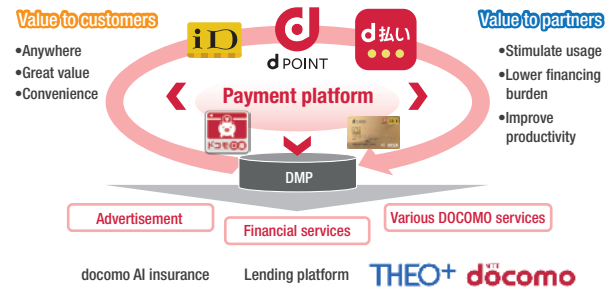 Value to customers
•Anywhere
•Great value
•Convenience
iD
d POINT
d払い
Value to partners
•Stimulate usage
•Lower financing
burden
•Improve
productivity
Payment platform
ドコモ口座
DMP
Advertisement
Financial services
Various DOCOMO services
docomo AI insurance
Lending platform
THEO+
döcomo